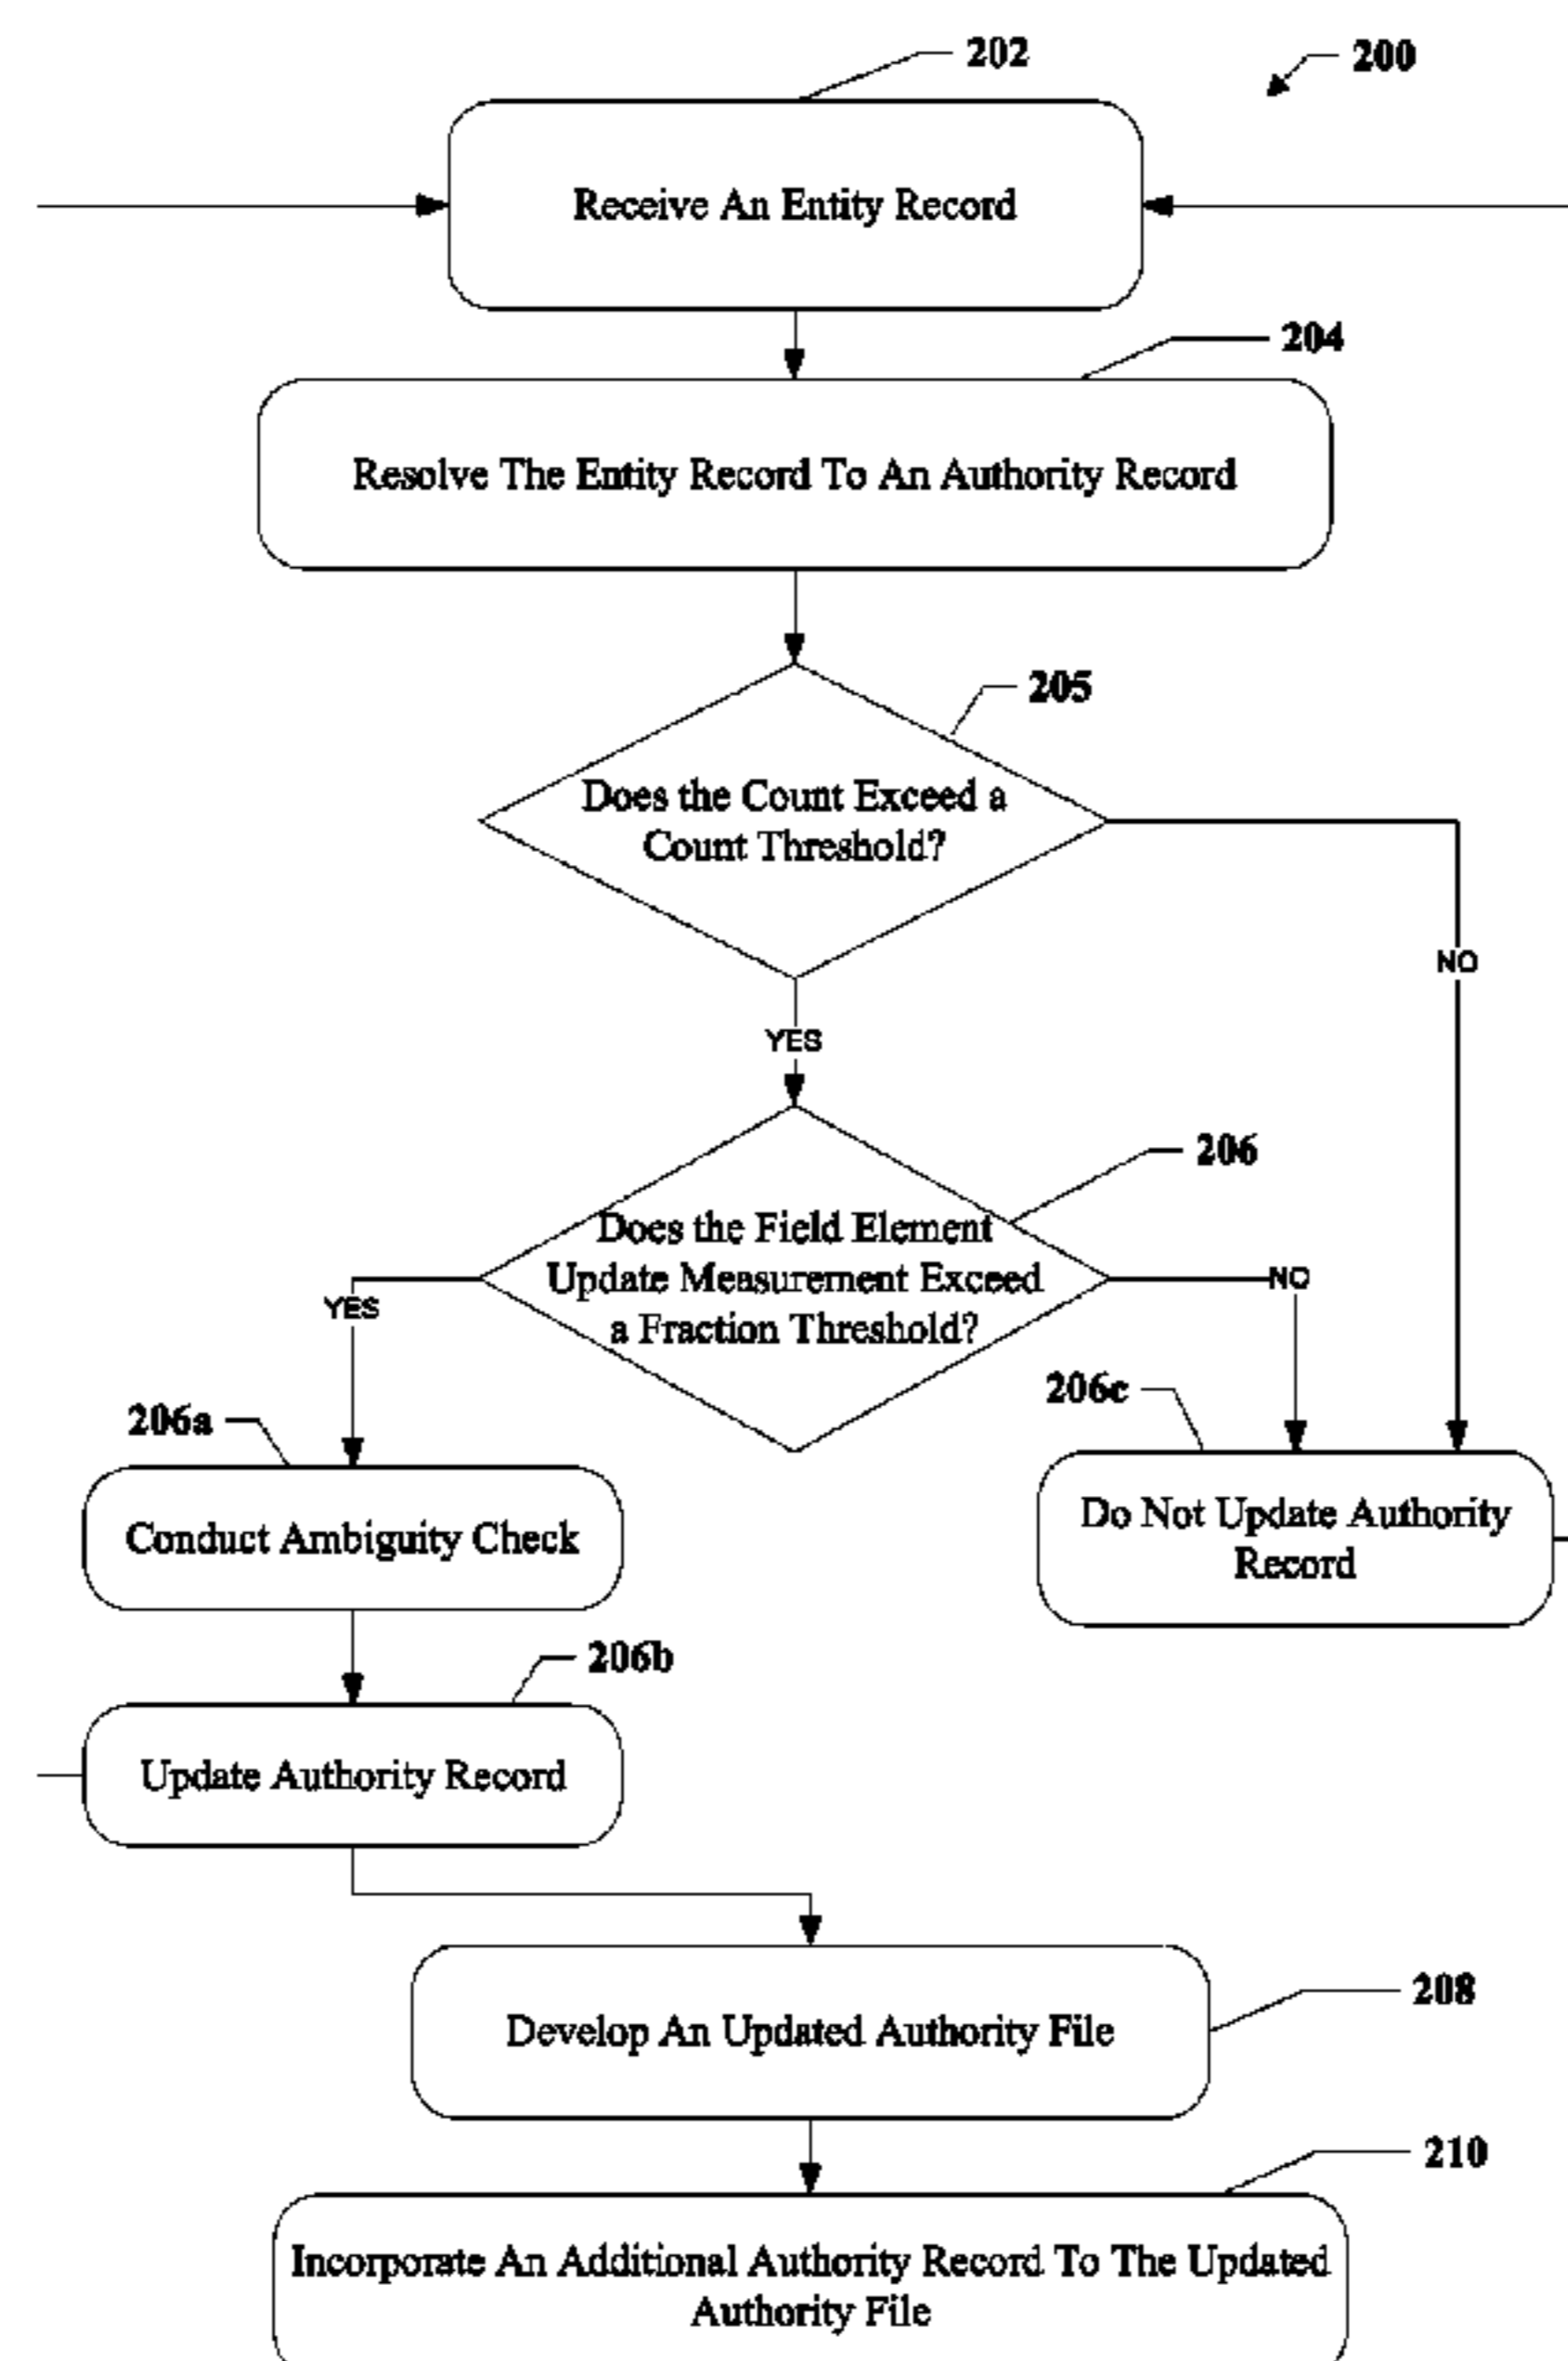 202
200
Receive An Entity Record
204
Resolve The Entity Record To An Authority Record
205
Does the Count Exceed a
Count Threshold?
NO
YES
206
Does the Field Element
Update Measurement Exceed
a Fraction Threshold?
YES
NO
206a
206c
Conduct Ambiguity Check
Do Not Update Authority
Record
206b
Update Authority Record
208
Develop An Updated Authority File
210
Incorporate An Additional Authority Record To The Updated
Authority File